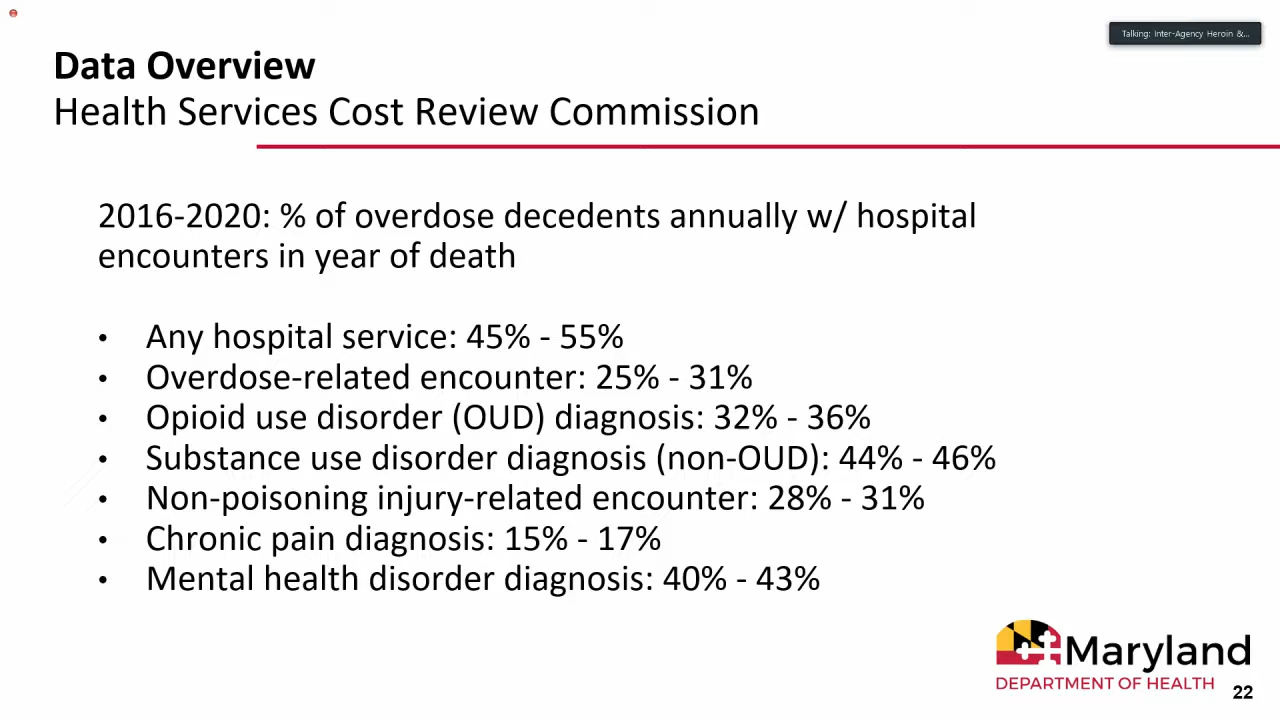 Talking: Inter-Agency Heroin &...
Data Overview
Health Services Cost Review Commission
2016-2020: % of overdose decedents annually w/ hospital
encounters in year of death
• Any hospital service: 45% - 55%
• Overdose-related encounter: 25% - 31%
• Opioid use disorder (OUD) diagnosis: 32% - 36%
• Substance use disorder diagnosis (non-OUD): 44% - 46%
• Non-poisoning injury-related encounter: 28% - 31%
• Chronic pain diagnosis: 15% - 17%
• Mental health disorder diagnosis: 40% - 43%
Maryland
DEPARTMENT OF HEALTH
22